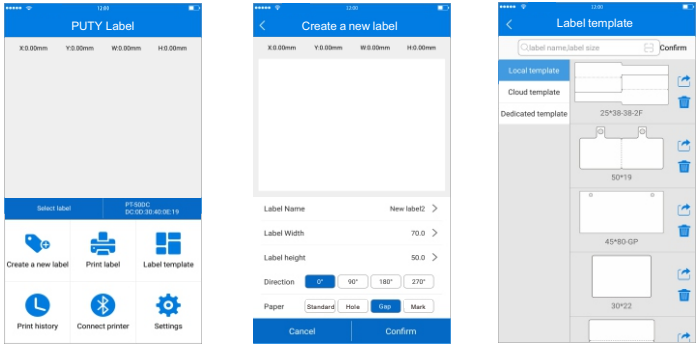 12:00
PUTY Label
X:0.00mm Y:0.00mm W:0.00mm H:0.00mm
Select label
PT-50DC
DC:0D:30:40:0E:19
Create a new label Print label Label template
Print history Connect printer Settings
12:00
Create a new label
X:0.00mm Y:0.00mm W:0.00mm H:0.00mm
Label Name New label2 >
Label Width 70.0 >
Label height 50.0 >
Direction 0° 90° 180° 270°
Paper Standard Hole Gap Mark
Cancel Confirm
12:00
Label template
label name,label size Confirm
Local template
Cloud template
Dedicated template
25*38-38-2F
50*19
45*80-GP
30*22